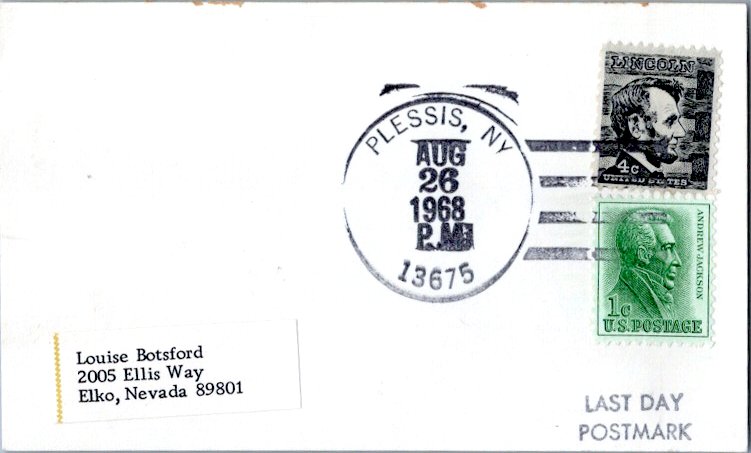 PLESSIS, NY
AUG
26
1968
P.M
13675
LINCOLN
4c
UNITED STATES
ANDREW JACKSON
1c
U.S. POSTAGE
Louise Botsford
2005 Ellis Way
Elko, Nevada 89801
LAST DAY
POSTMARK